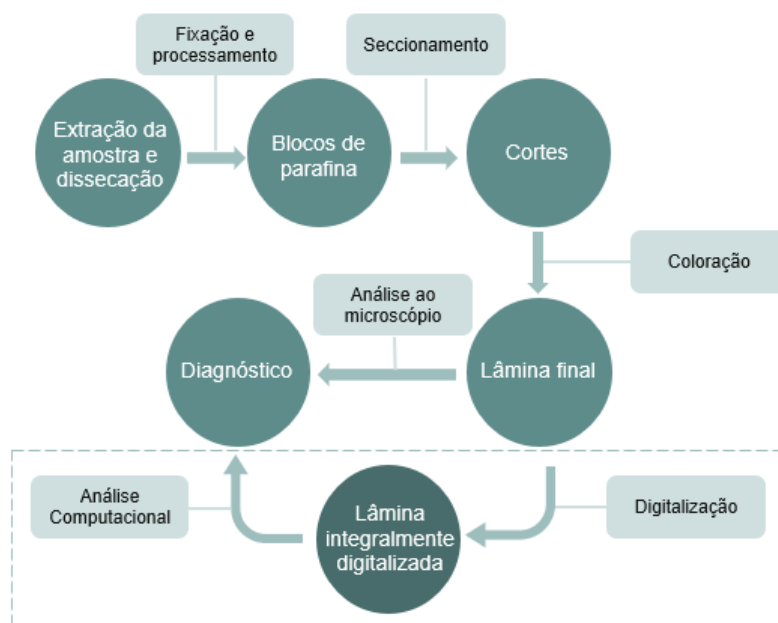 Fixação e
processamento
Seccionamento
Extração da
amostra e
dissecação
Blocos de
parafina
Cortes
Coloração
Análise ao
microscópio
Diagnóstico
Lâmina final
Análise
Computacional
Lâmina
integralmente
digitalizada
Digitalização